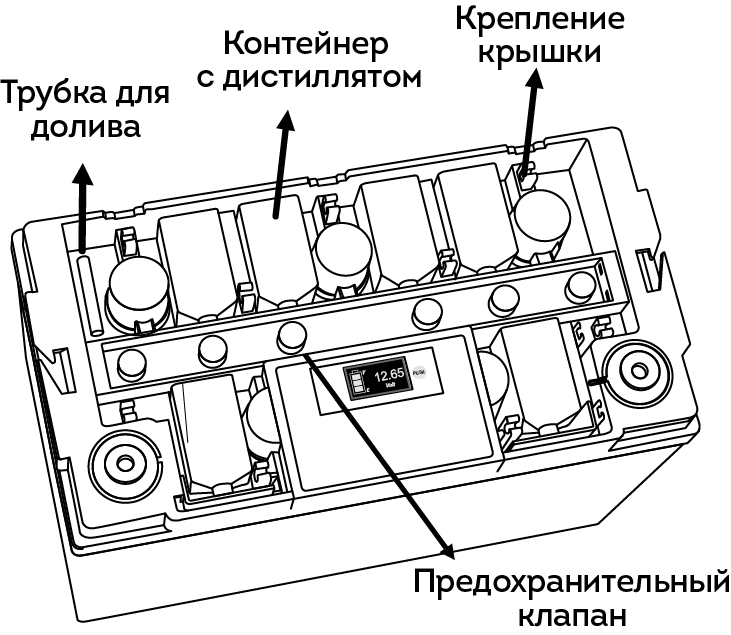 Крепление
крышки
Контейнер
с дистиллятом
Трубка для
долива
12.65
Volt
PUSH
E
Предохранительный
клапан